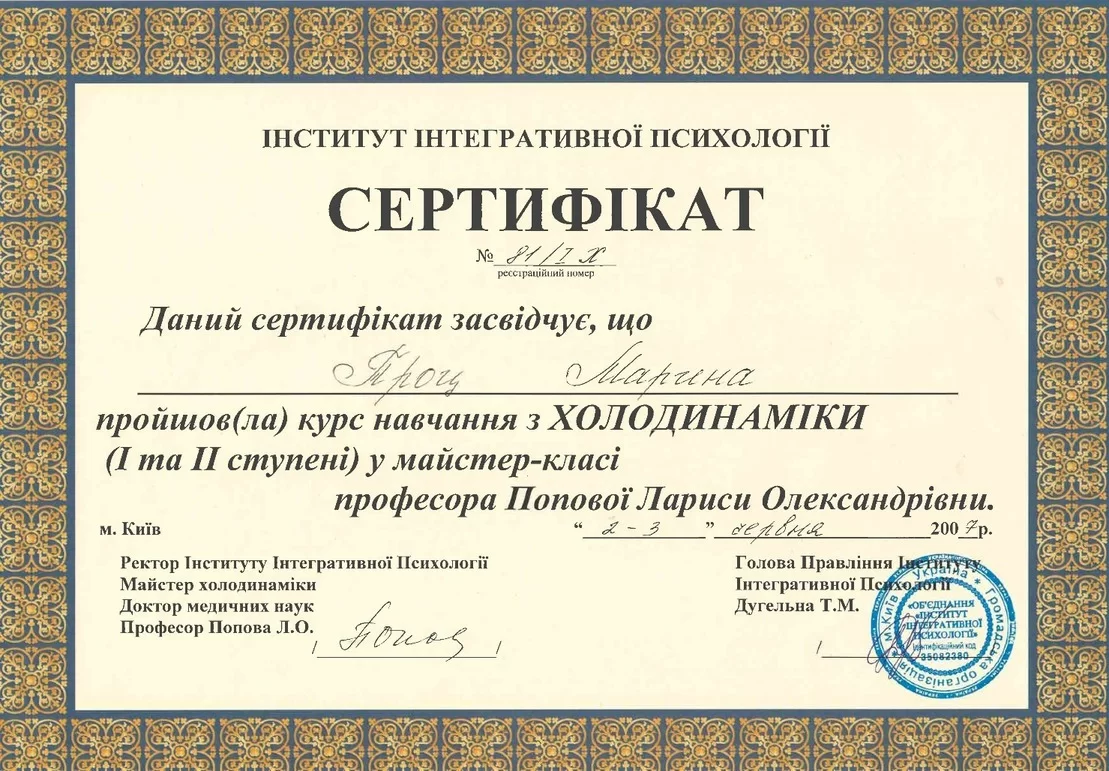 ІНСТИТУТ ІНТЕГРАТИВНОЇ ПСИХОЛОГІЇ
СЕРТИФІКАТ
№ 81/І Х
реєстраційний номер
Даний сертифікат засвідчує, що
Троц Марина
пройшов(ла) курс навчання з ХОЛОДИНАМІКИ
(І та ІІ ступені) у майстер-класі
професора Попової Лариси Олександрівни.
м. Київ “ 2-3 ” червня 2007р.
Ректор Інституту Інтегративної Психології
Майстер холодинаміки
Доктор медичних наук
Професор Попова Л.О.
Голова Правління Інституту
Інтегративної Психології
Дугельна Т.М.
м.Київ * Україна * Громадська організація
"ОБ'ЄДНАННЯ
«ІНСТИТУТ
ІНТЕГРАТИВНОЇ
ПСИХОЛОГІЇ»
Ідентифікаційний код
35082380